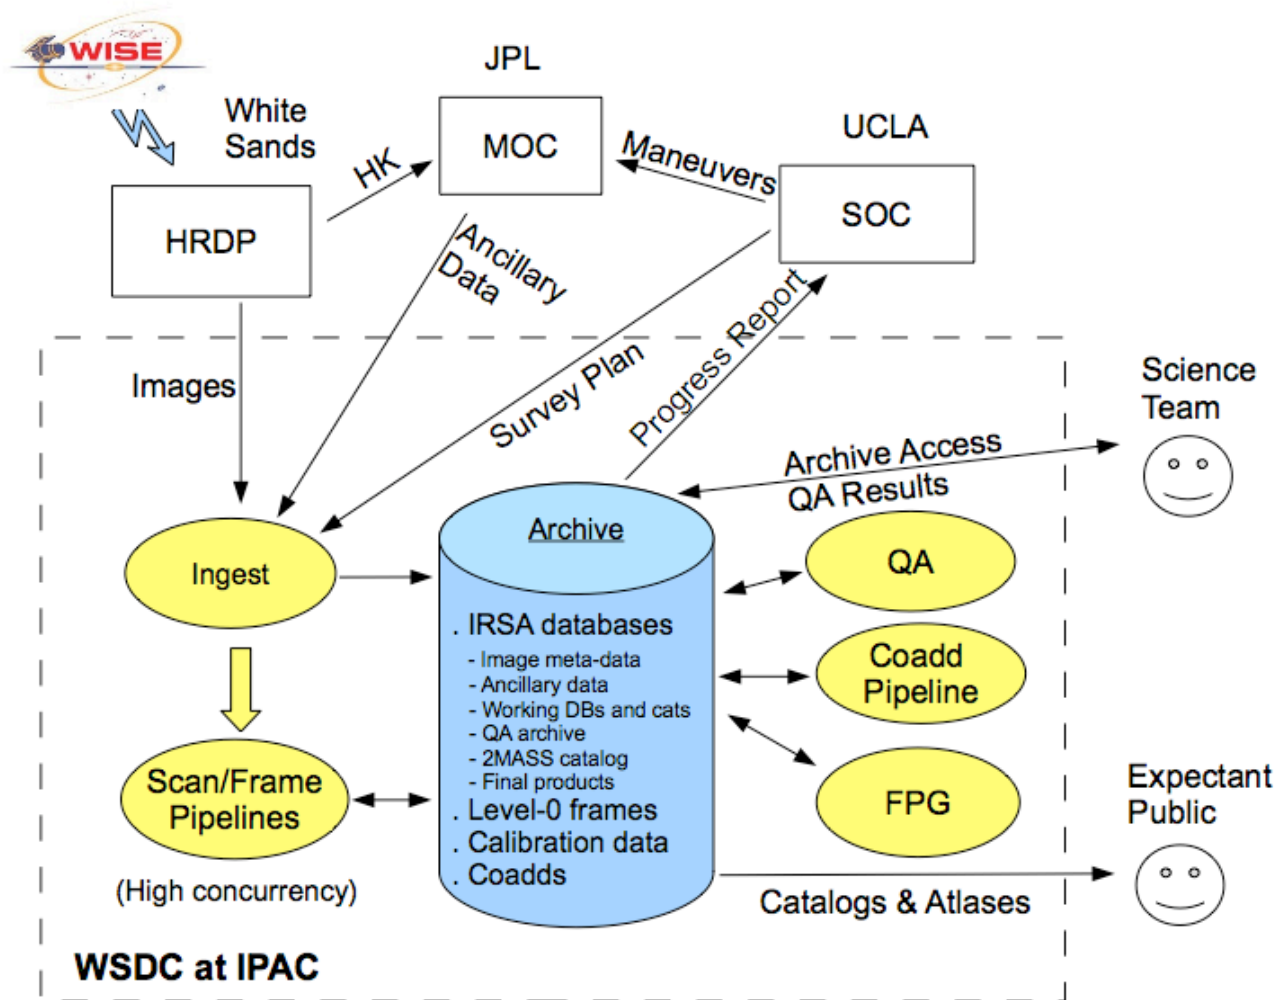 WISE
JPL
White
Sands
UCLA
MOC
HK
Maneuvers
SOC
HRDP
Ancillary
Data
Images
Survey Plan
Progress Report
Science
Team
Archive Access
QA Results
Archive
QA
Ingest
. IRSA databases
- Image meta-data
- Ancillary data
- Working DBs and cats
- QA archive
- 2MASS catalog
- Final products
. Level-0 frames
. Calibration data
. Coadds
Coadd
Pipeline
FPG
Scan/Frame
Pipelines
(High concurrency)
Expectant
Public
Catalogs & Atlases
WSDC at IPAC